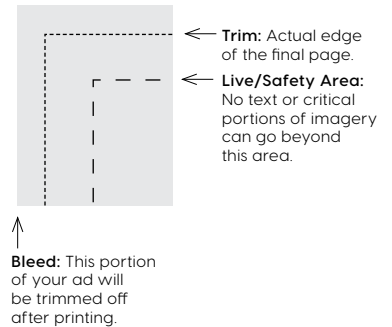 Trim: Actual edge
of the final page.
Live/Safety Area:
No text or critical
portions of imagery
can go beyond
this area.
Bleed: This portion
of your ad will
be trimmed off
after printing.